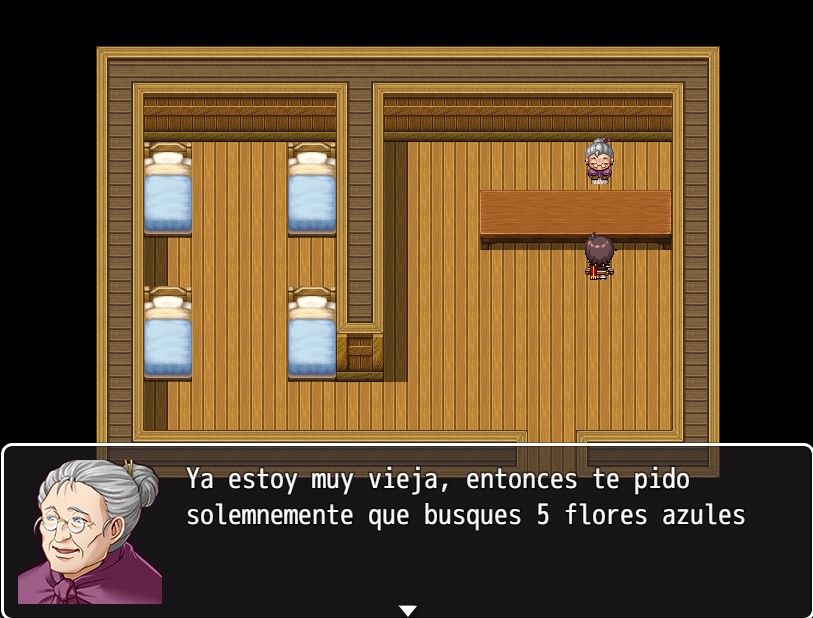 Ya estoy muy vieja, entonces te pido
solemnemente que busques 5 flores azules